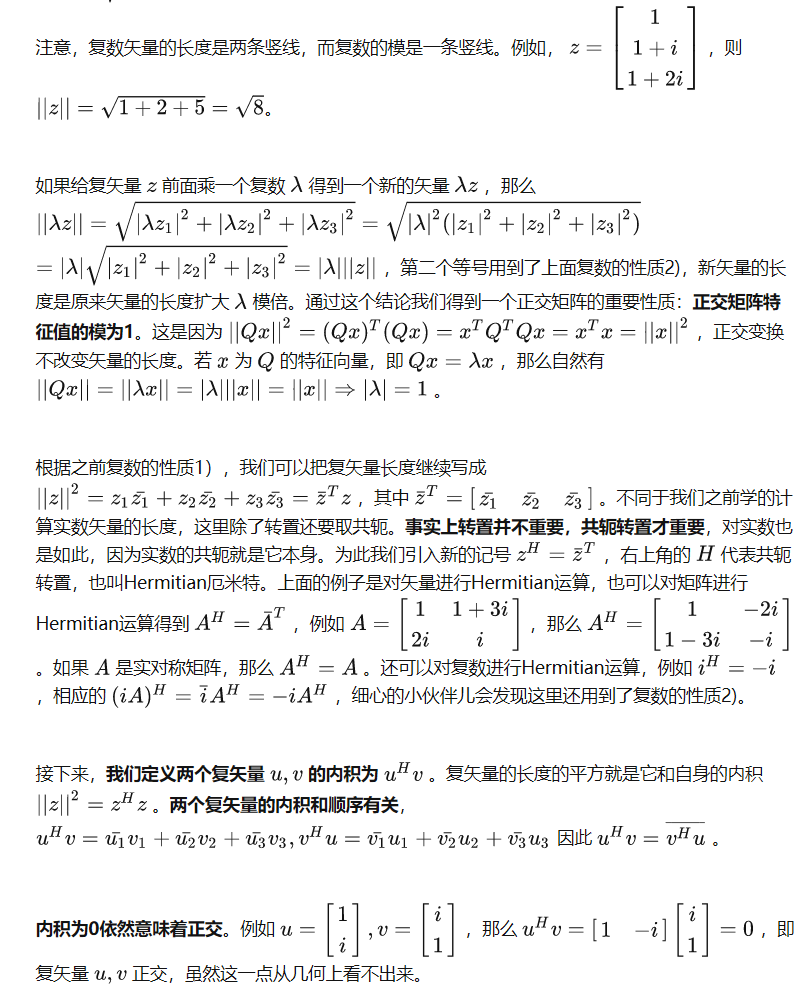 注意，复数矢量的长度是两条竖线，而复数的模是一条竖线。例如， $z = \begin{bmatrix} 1 \\ 1+i \\ 1+2i \end{bmatrix}$ ，则
$||z|| = \sqrt{1+2+5} = \sqrt{8}$。
如果给复矢量 $z$ 前面乘一个复数 $\lambda$ 得到一个新的矢量 $\lambda z$ ，那么
$||\lambda z|| = \sqrt{|\lambda z_1|^2 + |\lambda z_2|^2 + |\lambda z_3|^2} = \sqrt{|\lambda|^2(|z_1|^2 + |z_2|^2 + |z_3|^2)}$
$= |\lambda|\sqrt{|z_1|^2 + |z_2|^2 + |z_3|^2} = |\lambda|||z||$ ，第二个等号用到了上面复数的性质2)，新矢量的长
度是原来矢量的长度扩大 $\lambda$ 模倍。通过这个结论我们得到一个正交矩阵的重要性质：正交矩阵特
征值的模为1。这是因为 $||Qx||^2 = (Qx)^T(Qx) = x^TQ^TQx = x^Tx = ||x||^2$ ，正交变换
不改变矢量的长度。若 $x$ 为 $Q$ 的特征向量，即 $Qx = \lambda x$ ，那么自然有
$||Qx|| = ||\lambda x|| = |\lambda|||x|| = ||x|| \Rightarrow |\lambda| = 1$ 。
根据之前复数的性质1），我们可以把复矢量长度继续写成
$||z||^2 = z_1\bar{z_1} + z_2\bar{z_2} + z_3\bar{z_3} = \bar{z}^Tz$ ，其中 $\bar{z}^T = [\, \bar{z_1} \quad \bar{z_2} \quad \bar{z_3} \,]$ 。不同于我们之前学的计
算实数矢量的长度，这里除了转置还要取共轭。事实上转置并不重要，共轭转置才重要，对实数也
是如此，因为实数的共轭就是它本身。为此我们引入新的记号 $z^H = \bar{z}^T$ ，右上角的 $H$ 代表共轭
转置，也叫Hermitian厄米特。上面的例子是对矢量进行Hermitian运算，也可以对矩阵进行
Hermitian运算得到 $A^H = \bar{A}^T$ ，例如 $A = \begin{bmatrix} 1 & 1+3i \\ 2i & i \end{bmatrix}$ ，那么 $A^H = \begin{bmatrix} 1 & -2i \\ 1-3i & -i \end{bmatrix}$
。如果 $A$ 是实对称矩阵，那么 $A^H = A$ 。还可以对复数进行Hermitian运算，例如 $i^H = -i$
，相应的 $(iA)^H = \bar{i}A^H = -iA^H$ ，细心的小伙伴儿会发现这里还用到了复数的性质2)。
接下来，我们定义两个复矢量 $u, v$ 的内积为 $u^Hv$ 。复矢量的长度的平方就是它和自身的内积
$||z||^2 = z^Hz$ 。两个复矢量的内积和顺序有关，
$u^Hv = \bar{u_1}v_1 + \bar{u_2}v_2 + \bar{u_3}v_3, v^Hu = \bar{v_1}u_1 + \bar{v_2}u_2 + \bar{v_3}u_3$ 因此 $u^Hv = \overline{v^Hu}$ 。
内积为0依然意味着正交。例如 $u = \begin{bmatrix} 1 \\ i \end{bmatrix}, v = \begin{bmatrix} i \\ 1 \end{bmatrix}$ ，那么 $u^Hv = [\, 1 \quad -i \,]\begin{bmatrix} i \\ 1 \end{bmatrix} = 0$ ，即
复矢量 $u, v$ 正交，虽然这一点从几何上看不出来。